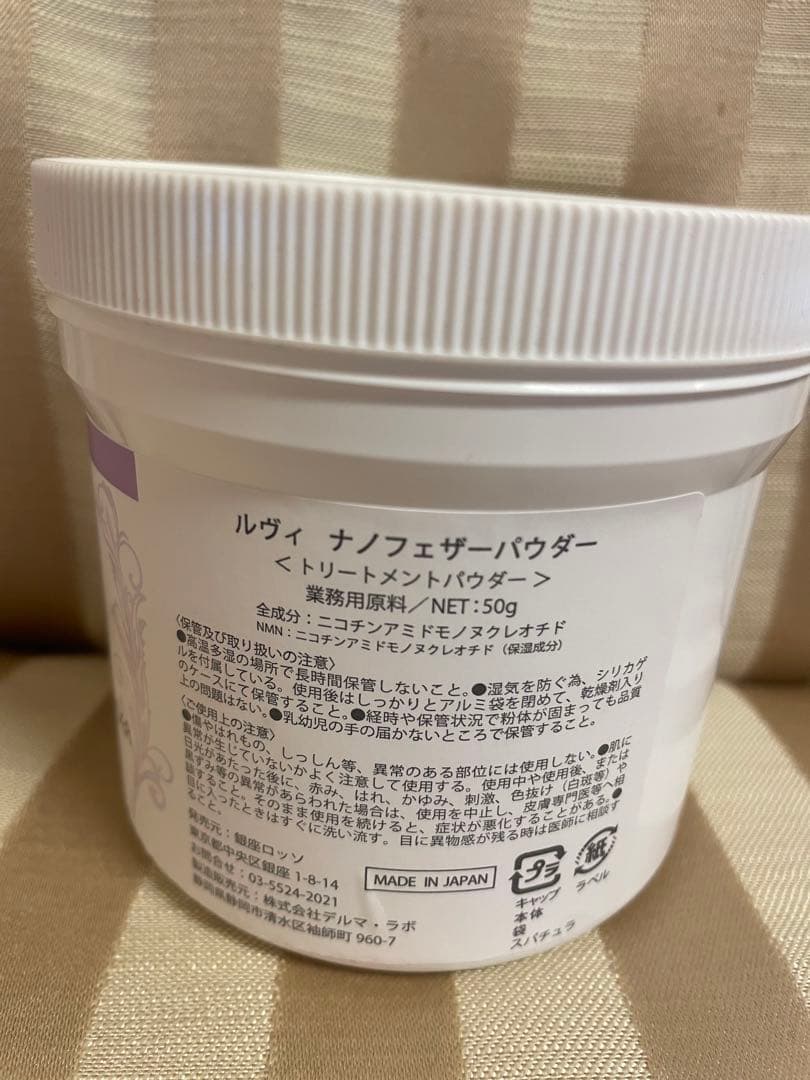 ルヴィ ナノフェザーパウダー
＜トリートメントパウダー＞
業務用原料／NET：50g
全成分：ニコチンアミドモノヌクレオチド
NMN：ニコチンアミドモノヌクレオチド（保湿成分）
〈保管及び取り扱いの注意〉
●高温多湿の場所で長時間保管しないこと。●湿気を防ぐ為、シリカゲ
ルを付属している。使用後はしっかりとアルミ袋を閉めて、乾燥剤入り
のケースにて保管すること。●経時や保管状況で粉体が固まっても品質
上の問題はない。●乳幼児の手の届かないところで保管すること。
〈ご使用上の注意〉
●傷やはれもの、しっしん等、異常のある部位には使用しない。●肌に
異常が生じていないかよく注意して使用する。使用中や使用後、または
日光があたった後に、赤み、はれ、かゆみ、刺激、色抜け（白斑等）や
黒ずみ等の異常があらわれた場合は、使用を中止し、皮膚専門医等へ相
談すること。そのまま使用を続けると、症状が悪化することがある。●
目に入ったときはすぐに洗い流す。目に異物感が残る時は医師に相談す
ること。
発売元：銀座ロッソ
東京都中央区銀座 1-8-14
お問合せ：03-5524-2021
製造販売元：株式会社デルマ・ラボ
静岡県静岡市清水区袖師町 960-7
MADE IN JAPAN
プラ
キャップ
本体
袋
スパチュラ
紙
ラベル